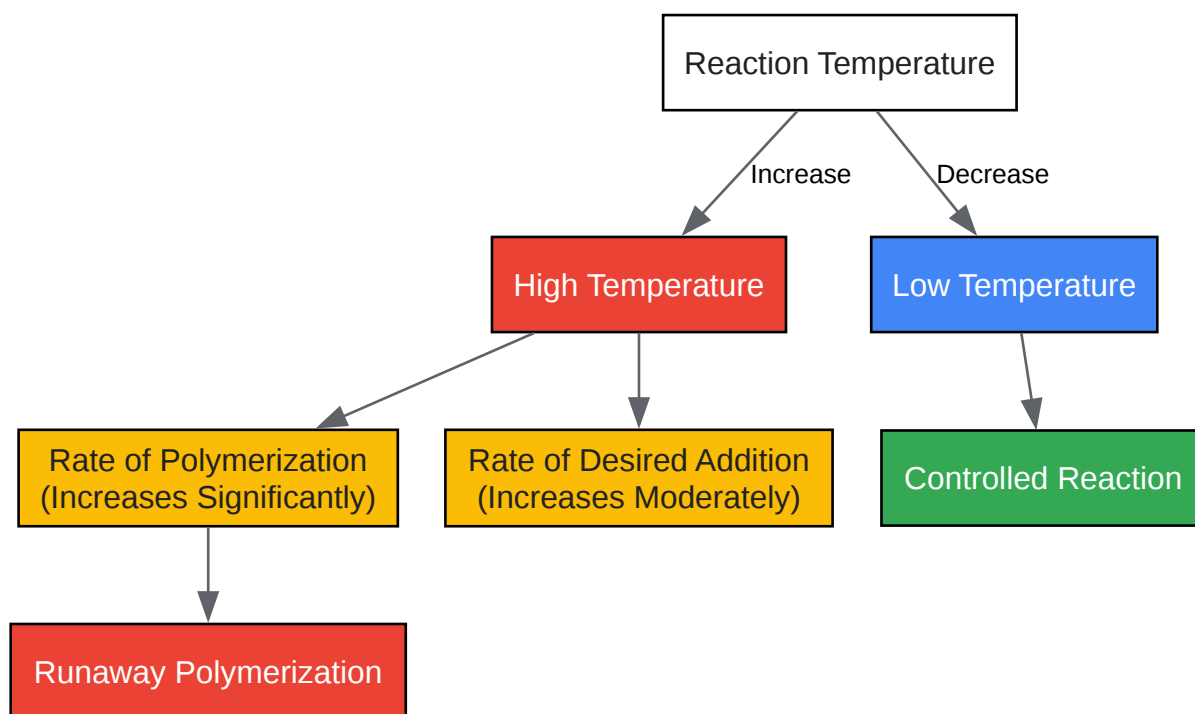 Reaction Temperature
Increase
Decrease
High Temperature
Low Temperature
Rate of Polymerization
(Increases Significantly)
Rate of Desired Addition
(Increases Moderately)
Controlled Reaction
Runaway Polymerization